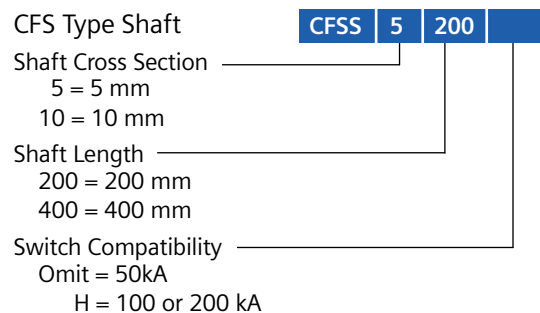 CFS Type Shaft CFSS 5 200
Shaft Cross Section
5 = 5 mm
10 = 10 mm
Shaft Length
200 = 200 mm
400 = 400 mm
Switch Compatibility
Omit = 50kA
H = 100 or 200 kA